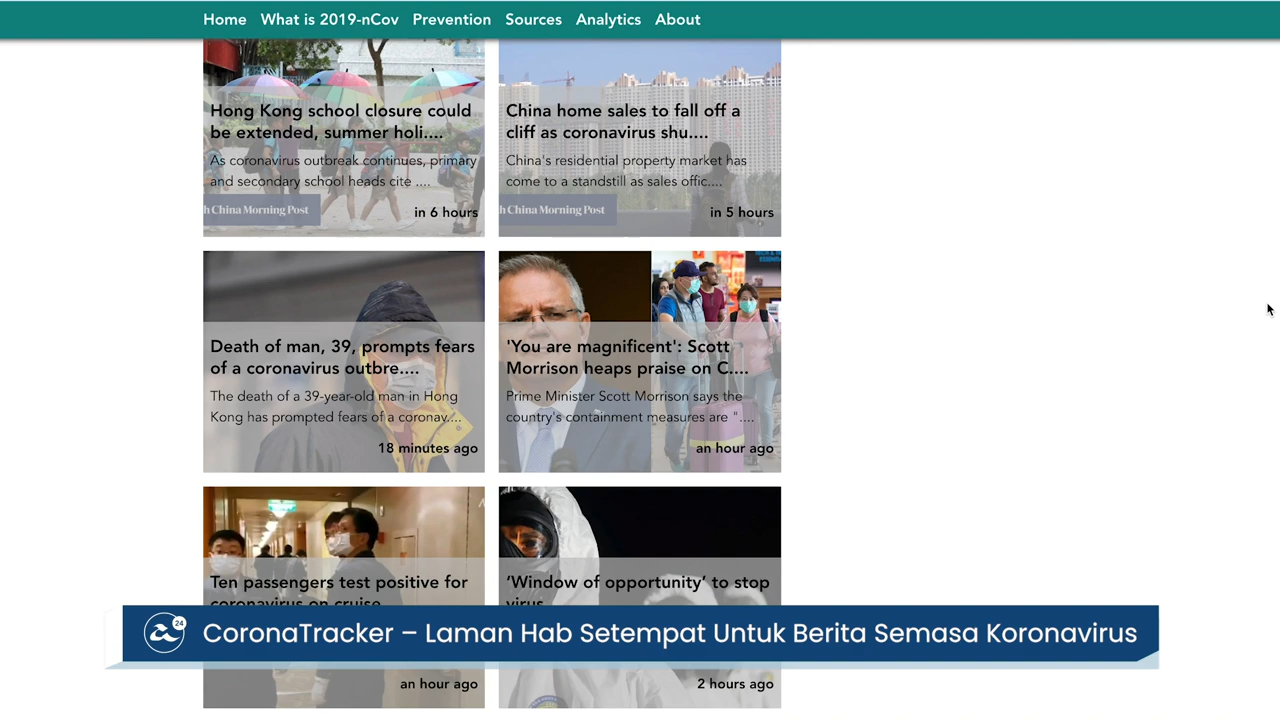 Home What is 2019-nCov Prevention Sources Analytics About
Hong Kong school closure could
be extended, summer holi....
As coronavirus outbreak continues, primary
and secondary school heads cite ....
h China Morning Post
in 6 hours
China home sales to fall off a
cliff as coronavirus shu....
China's residential property market has
come to a standstill as sales offic....
h China Morning Post
in 5 hours
Death of man, 39, prompts fears
of a coronavirus outbre....
The death of a 39-year-old man in Hong
Kong has prompted fears of a coronav....
18 minutes ago
'You are magnificent': Scott
Morrison heaps praise on C....
Prime Minister Scott Morrison says the
country's containment measures are "....
an hour ago
Ten passengers test positive for
coronavirus on cruise
an hour ago
‘Window of opportunity’ to stop
virus
2 hours ago
24
CoronaTracker – Laman Hab Setempat Untuk Berita Semasa Koronavirus